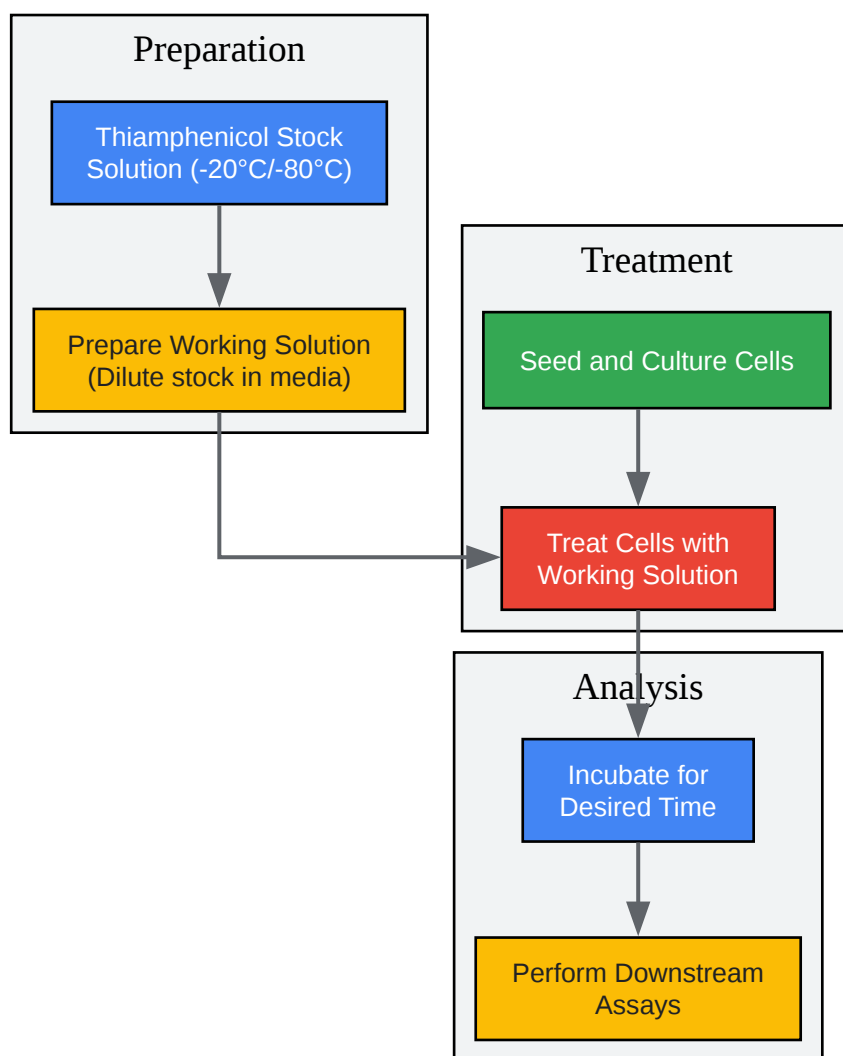 Preparation
Thiamphenicol Stock
Solution (-20°C/-80°C)
Prepare Working Solution
(Dilute stock in media)
Treatment
Seed and Culture Cells
Treat Cells with
Working Solution
Analysis
Incubate for
Desired Time
Perform Downstream
Assays